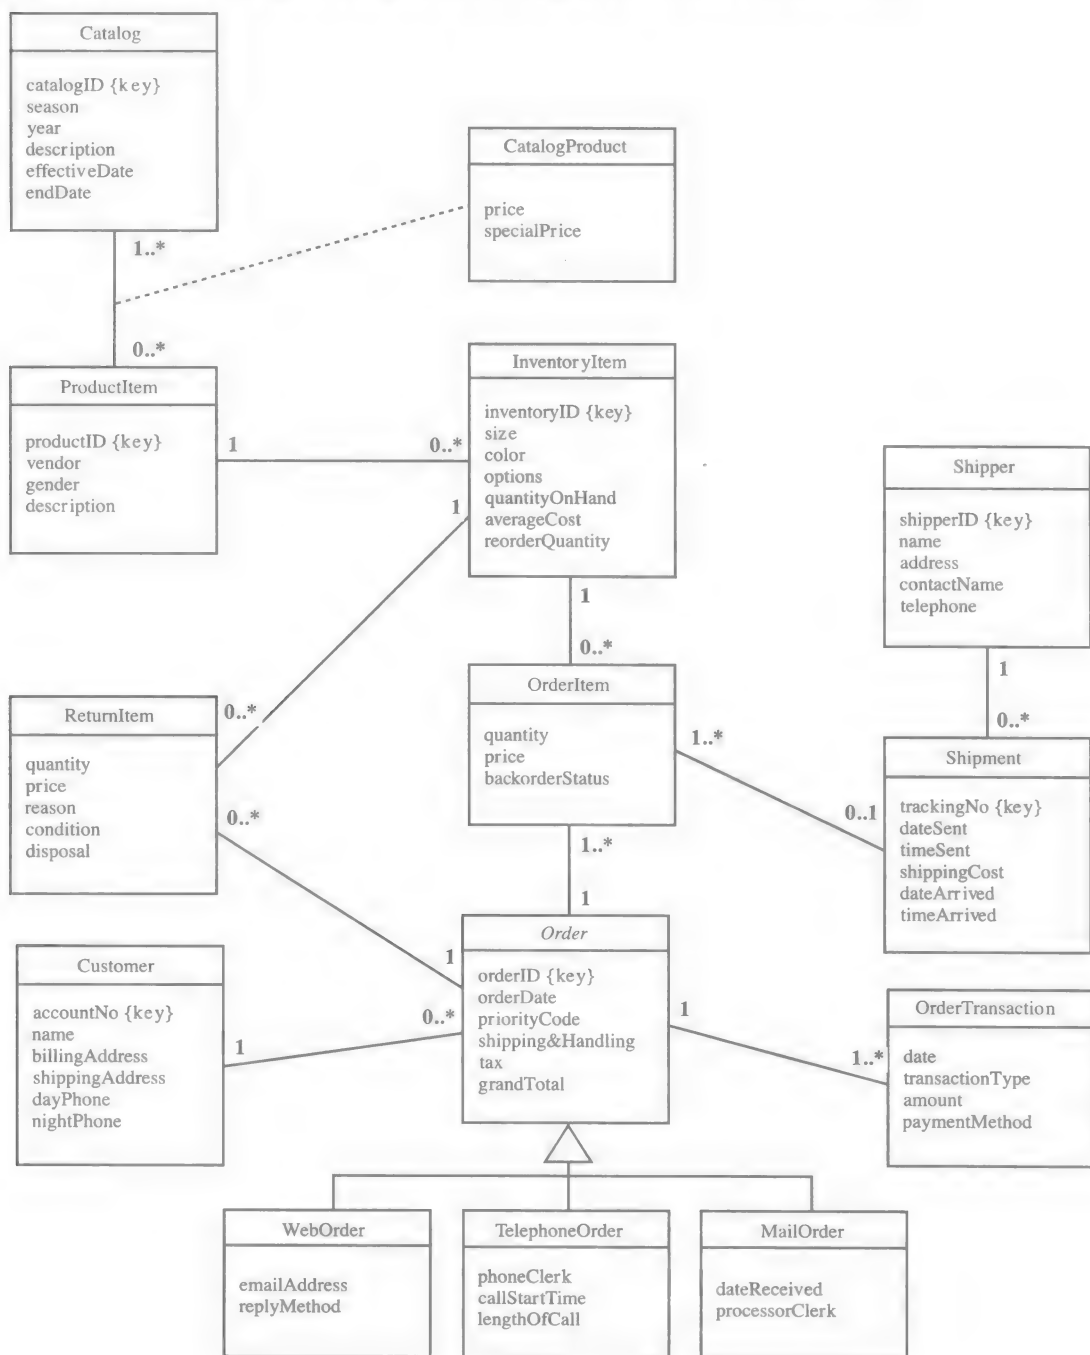 Catalog
catalogID {key}
season
year
description
effectiveDate
endDate
1..*
0..*
CatalogProduct
price
specialPrice
ProductItem
productID {key}
vendor
gender
description
1
0..*
InventoryItem
inventoryID {key}
size
color
options
quantityOnHand
averageCost
reorderQuantity
1
1
0..*
Shipper
shipperID {key}
name
address
contactName
telephone
1
0..*
ReturnItem
quantity
price
reason
condition
disposal
0..*
0..*
OrderItem
quantity
price
backorderStatus
1..*
0..1
1..*
1
Shipment
trackingNo {key}
dateSent
timeSent
shippingCost
dateArrived
timeArrived
Customer
accountNo {key}
name
billingAddress
shippingAddress
dayPhone
nightPhone
1
1
0..*
Order
orderID {key}
orderDate
priorityCode
shipping&Handling
tax
grandTotal
1
1..*
OrderTransaction
date
transactionType
amount
paymentMethod
WebOrder
emailAddress
replyMethod
TelephoneOrder
phoneClerk
callStartTime
lengthOfCall
MailOrder
dateReceived
processorClerk